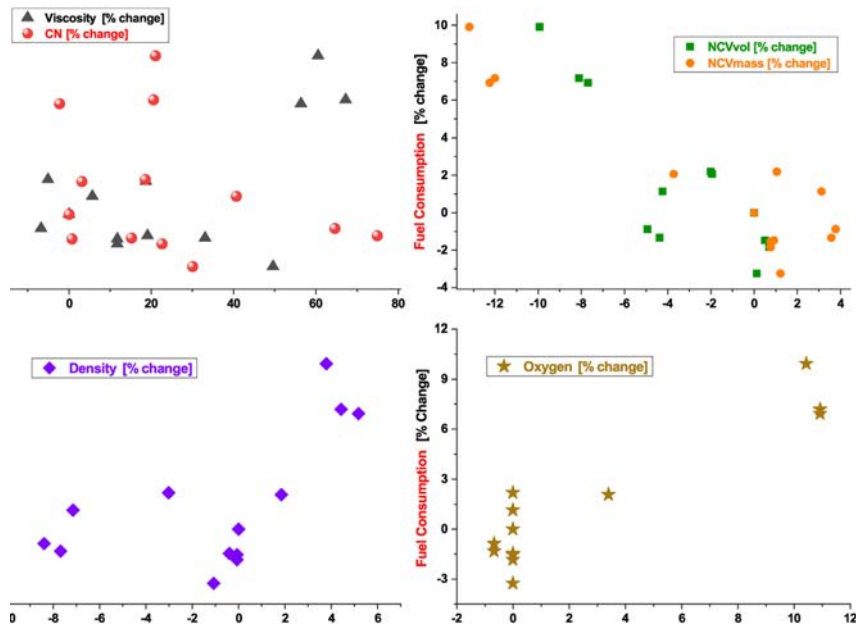 Viscosity [% change]
CN [% change]
0 20 40 60 80
NCVvol [% change]
NCVmass [% change]
Fuel Consumption [% change]
10
8
6
4
2
0
-2
-4
-12 -10 -8 -6 -4 -2 0 2 4
Density [% change]
0 -8 -6 -4 -2 0 2 4 6
Oxygen [% change]
Fuel Consumption [% Change]
12
9
6
3
0
-3
-2 0 2 4 6 8 10 12